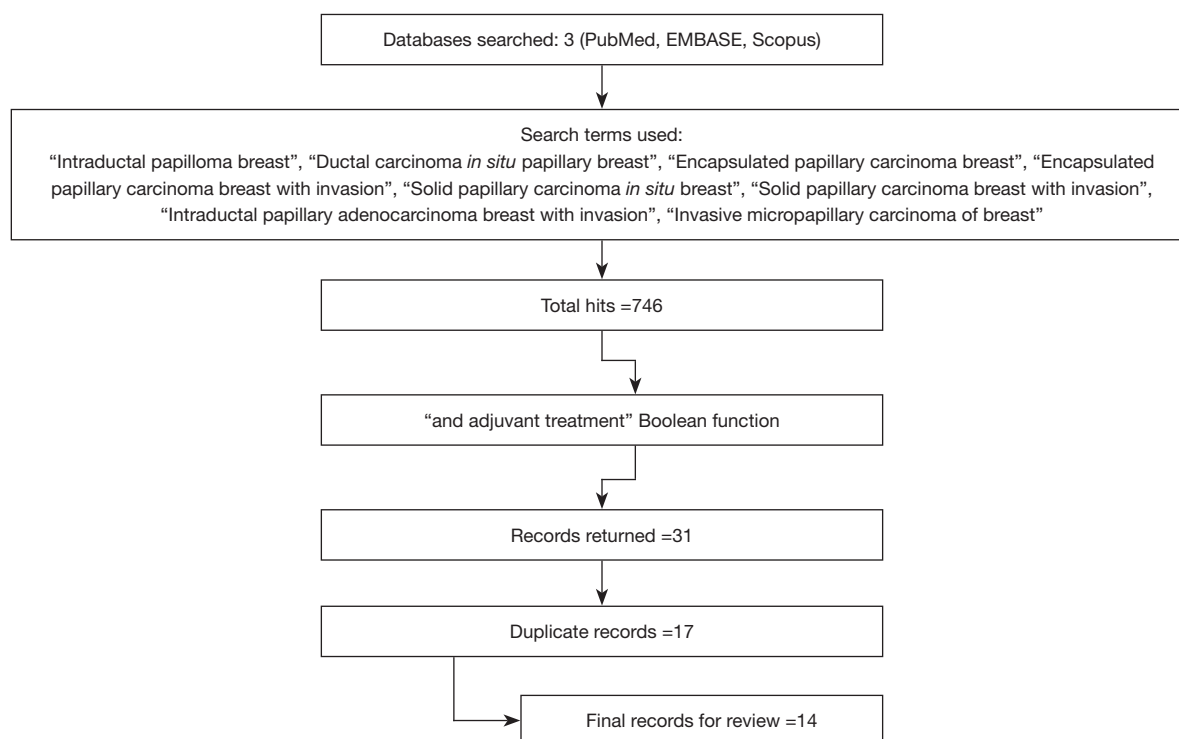 Databases searched: 3 (PubMed, EMBASE, Scopus)
Search terms used:
“Intraductal papilloma breast”, “Ductal carcinoma in situ papillary breast”, “Encapsulated papillary carcinoma breast”, “Encapsulated
papillary carcinoma breast with invasion”, “Solid papillary carcinoma in situ breast”, “Solid papillary carcinoma breast with invasion”,
“Intraductal papillary adenocarcinoma breast with invasion”, “Invasive micropapillary carcinoma of breast”
Total hits =746
“and adjuvant treatment” Boolean function
Records returned =31
Duplicate records =17
Final records for review =14